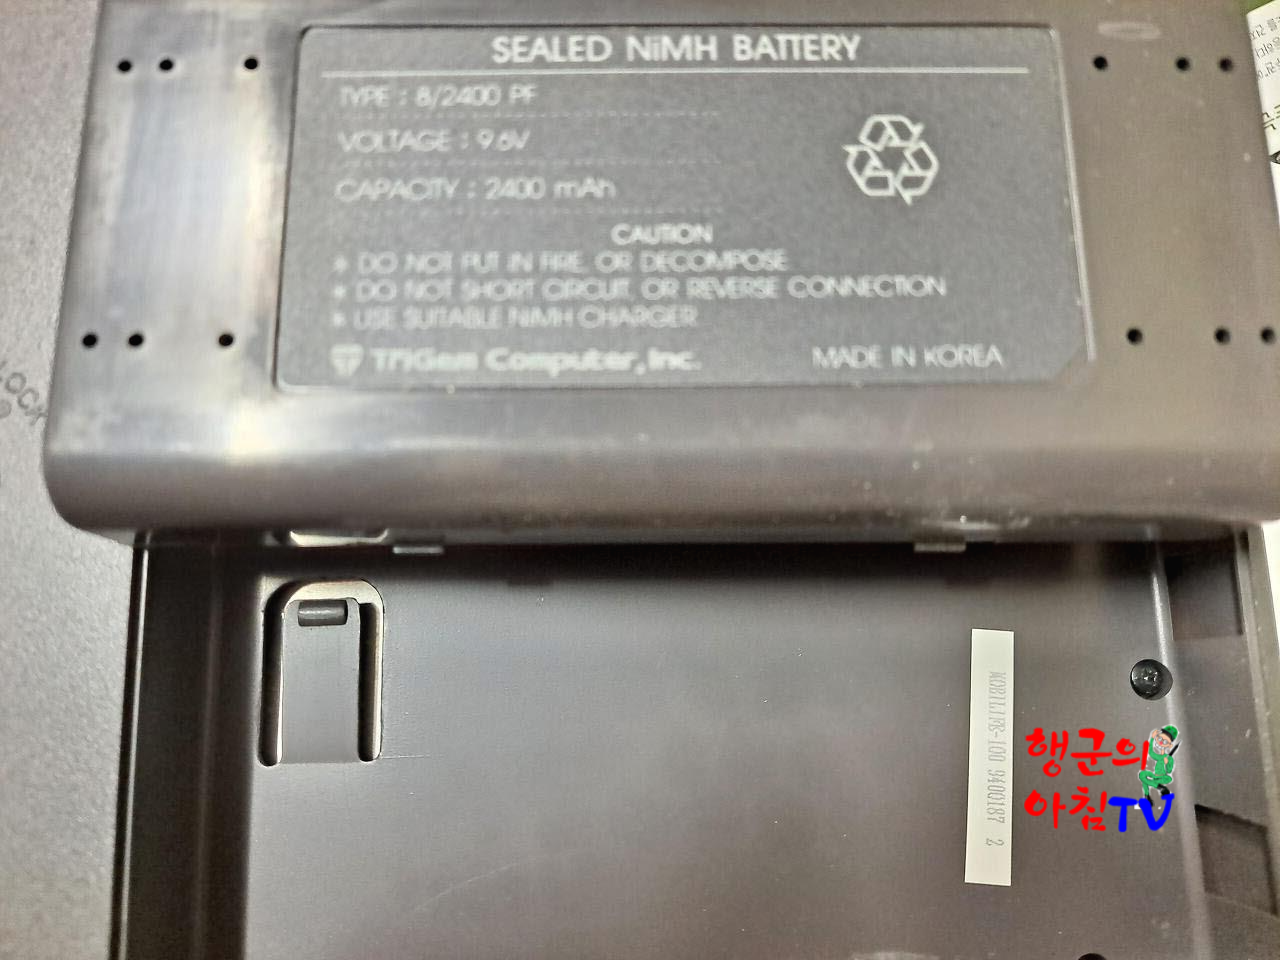 SEALED NiMH BATTERY
TYPE : 8/2400 PF
VOLTAGE : 9.6V
CAPACITY : 2400 mAh
CAUTION
* DO NOT PUT IN FIRE, OR DECOMPOSE
* DO NOT SHORT CIRCUIT, OR REVERSE CONNECTION
* USE SUITABLE NiMH CHARGER
TriGem Computer, Inc. MADE IN KOREA
LOCK
9400187 2
행군의
아침TV